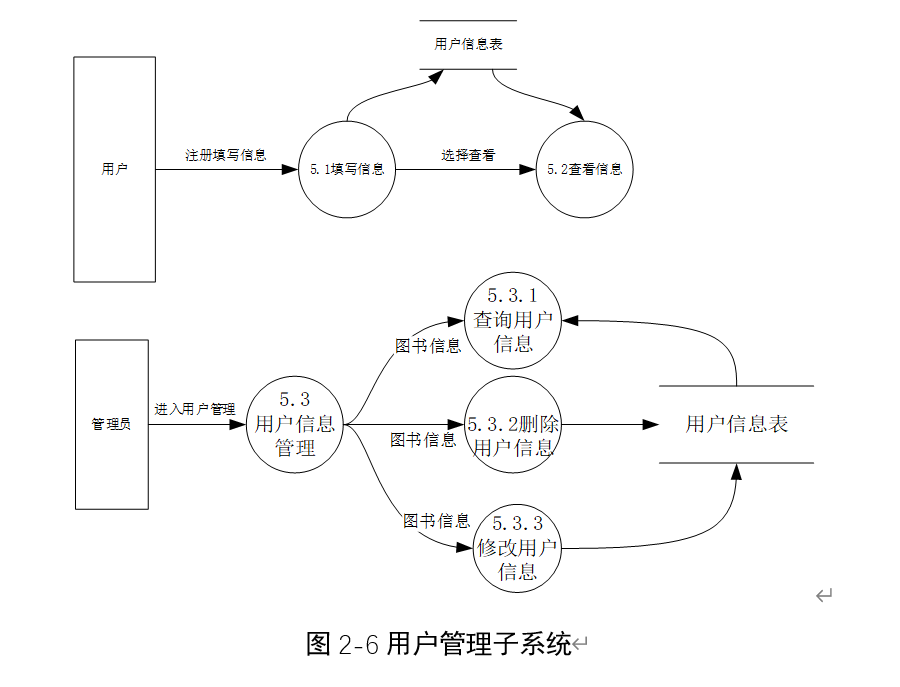 用户信息表
用户
注册填写信息
5.1填写信息
选择查看
5.2查看信息
5.3.1
查询用户
信息
图书信息
管理员
进入用户管理
5.3
用户信息
管理
图书信息
5.3.2删除
用户信息
用户信息表
图书信息
5.3.3
修改用户
信息
图 2-6 用户管理子系统